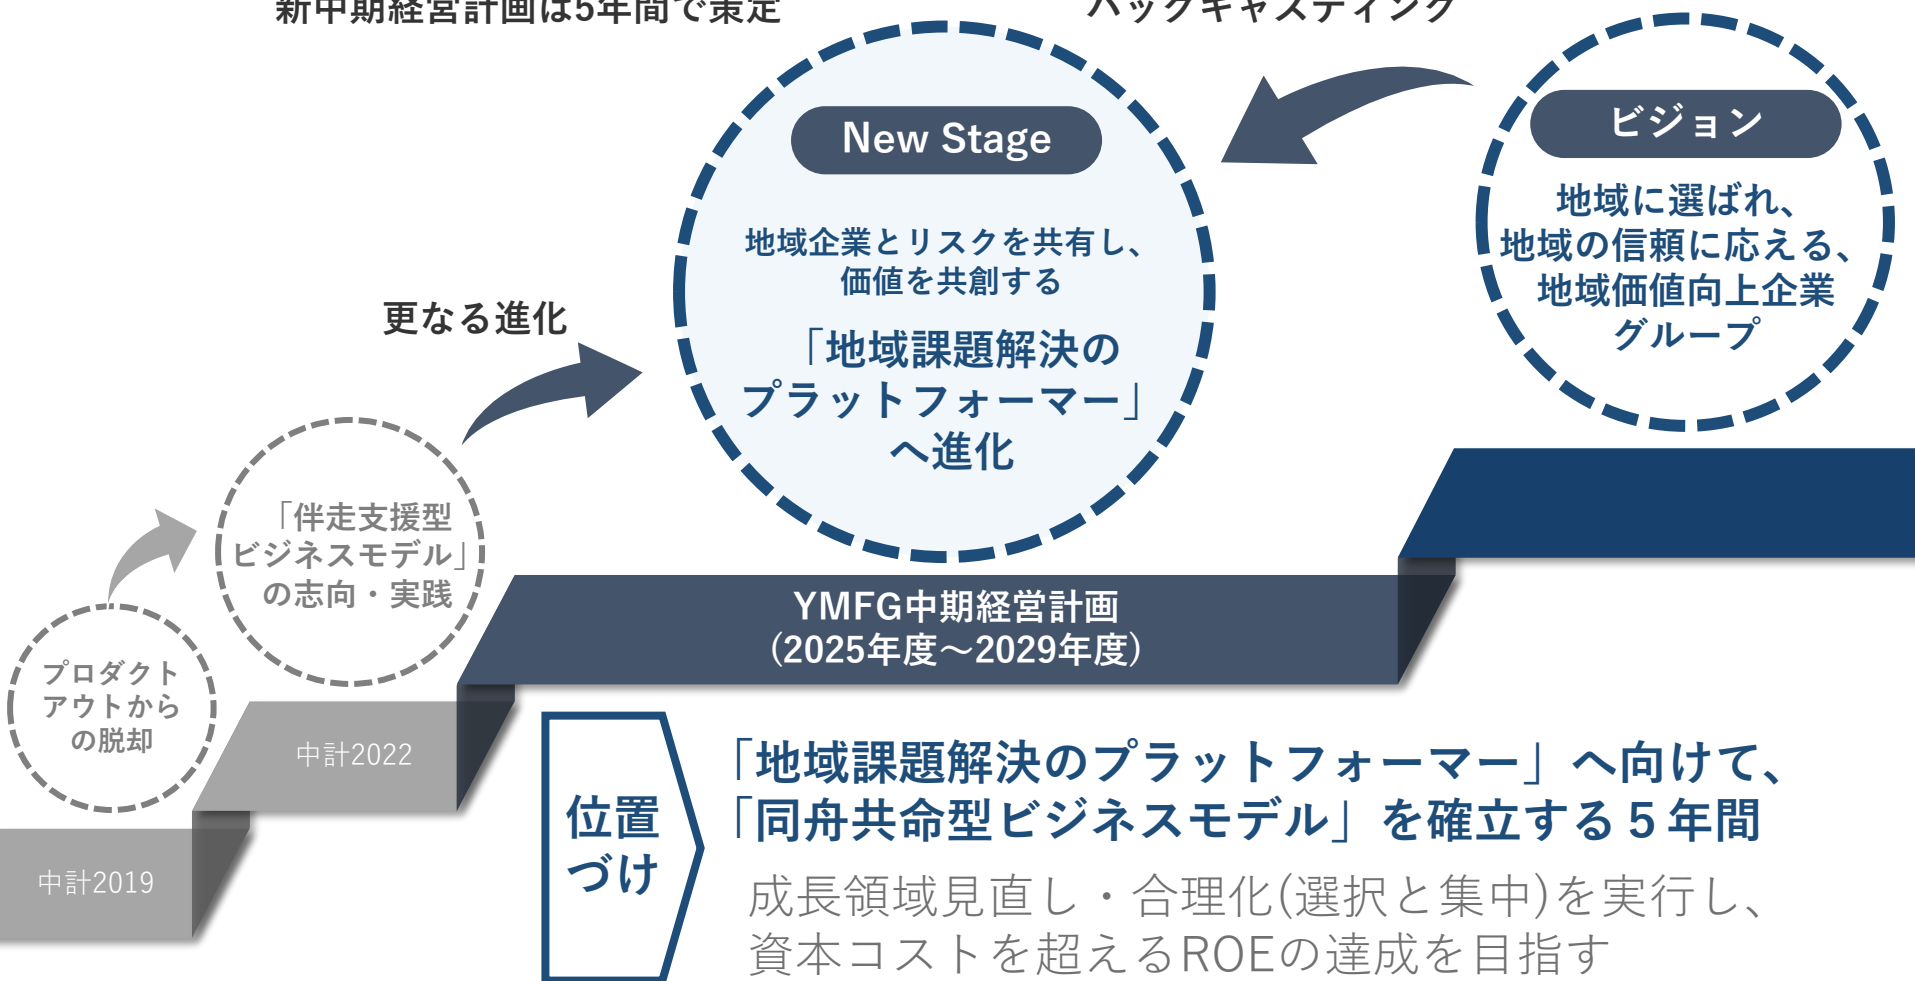 新中期経営計画は5年間で策定
バックキャスティング
New Stage
地域企業とリスクを共有し、
価値を共創する
「地域課題解決の
プラットフォーマー」
へ進化
ビジョン
地域に選ばれ、
地域の信頼に応える、
地域価値向上企業
グループ
更なる進化
「伴走支援型
ビジネスモデル」
の志向・実践
プロダクト
アウトから
の脱却
YMFG中期経営計画
(2025年度～2029年度)
中計2022
中計2019
位置
づけ
「地域課題解決のプラットフォーマー」へ向けて、
「同舟共命型ビジネスモデル」を確立する５年間
成長領域見直し・合理化(選択と集中)を実行し、
資本コストを超えるROEの達成を目指す